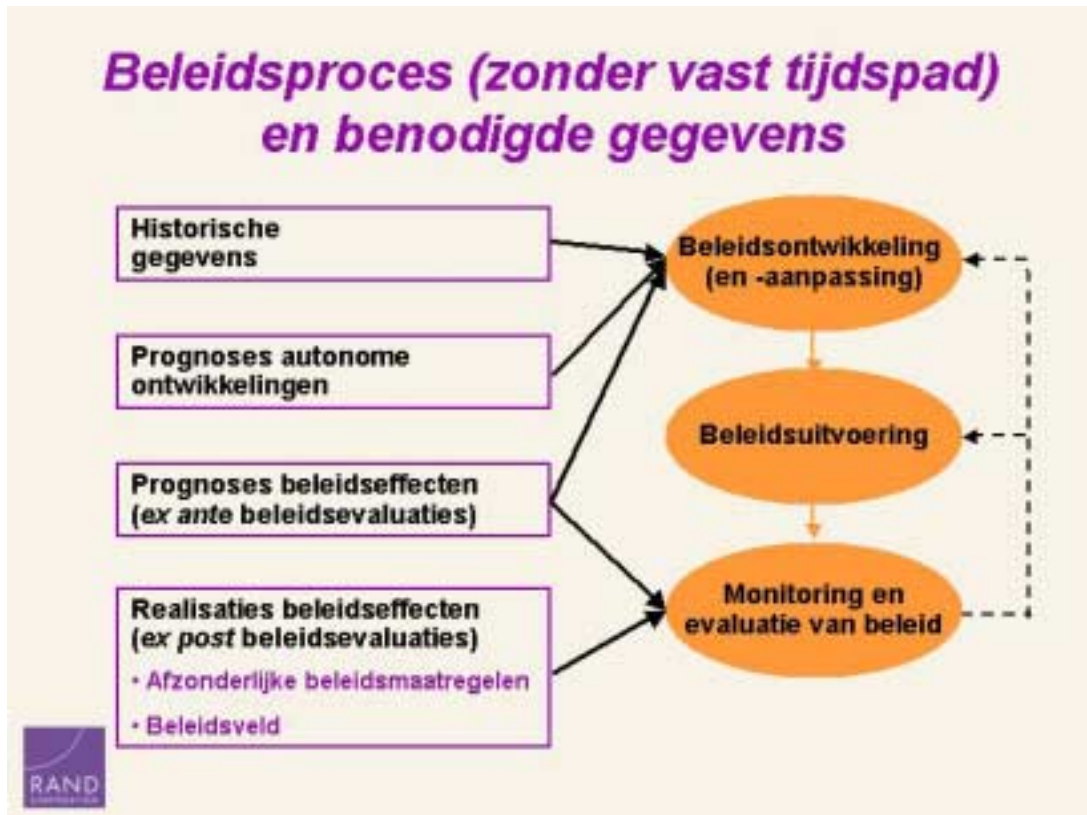 Beleidsproces (zonder vast tijdspad)
en benodigde gegevens
Historische
gegevens
Prognoses autonome
ontwikkelingen
Prognoses beleidseffecten
(ex ante beleidsevaluaties)
Realisaties beleidseffecten
(ex post beleidsevaluaties)
• Afzonderlijke beleidsmaatregelen
• Beleidsveld
Beleidsontwikkeling
(en -aanpassing)
Beleidsuitvoering
Monitoring en
evaluatie van beleid
RAND